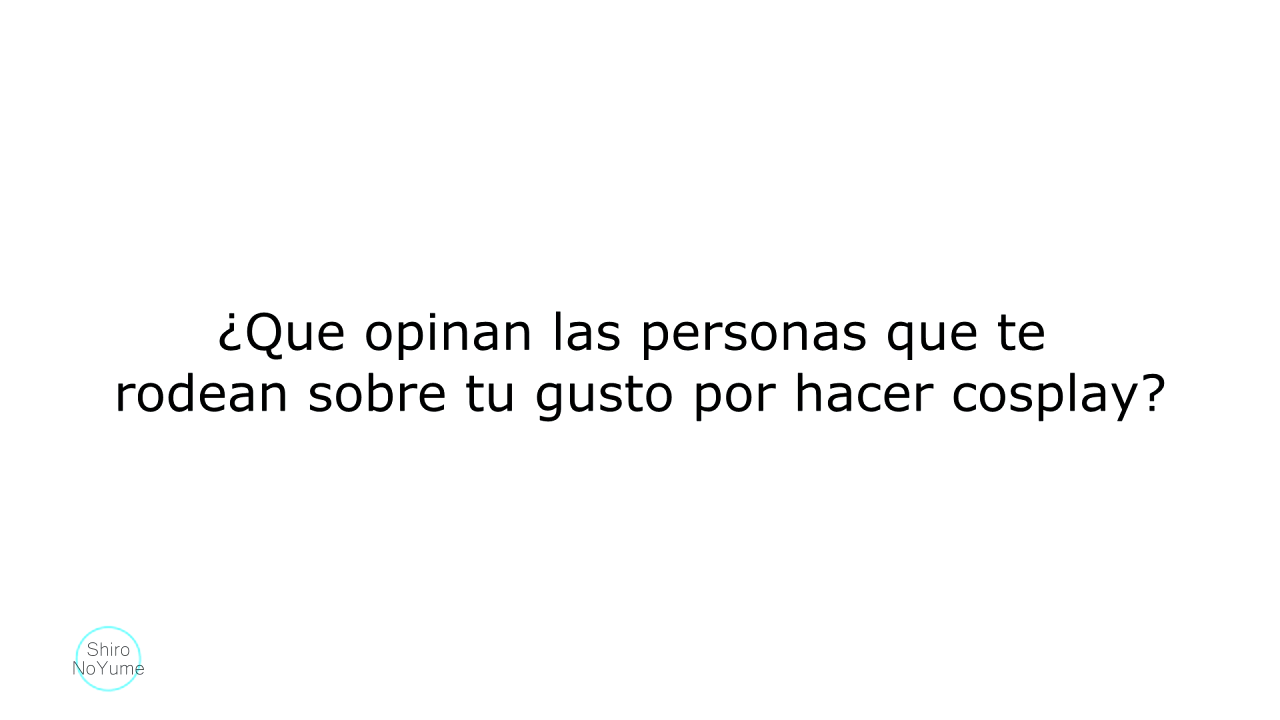 ¿Que opinan las personas que te
rodean sobre tu gusto por hacer cosplay?
Shiro
NoYume